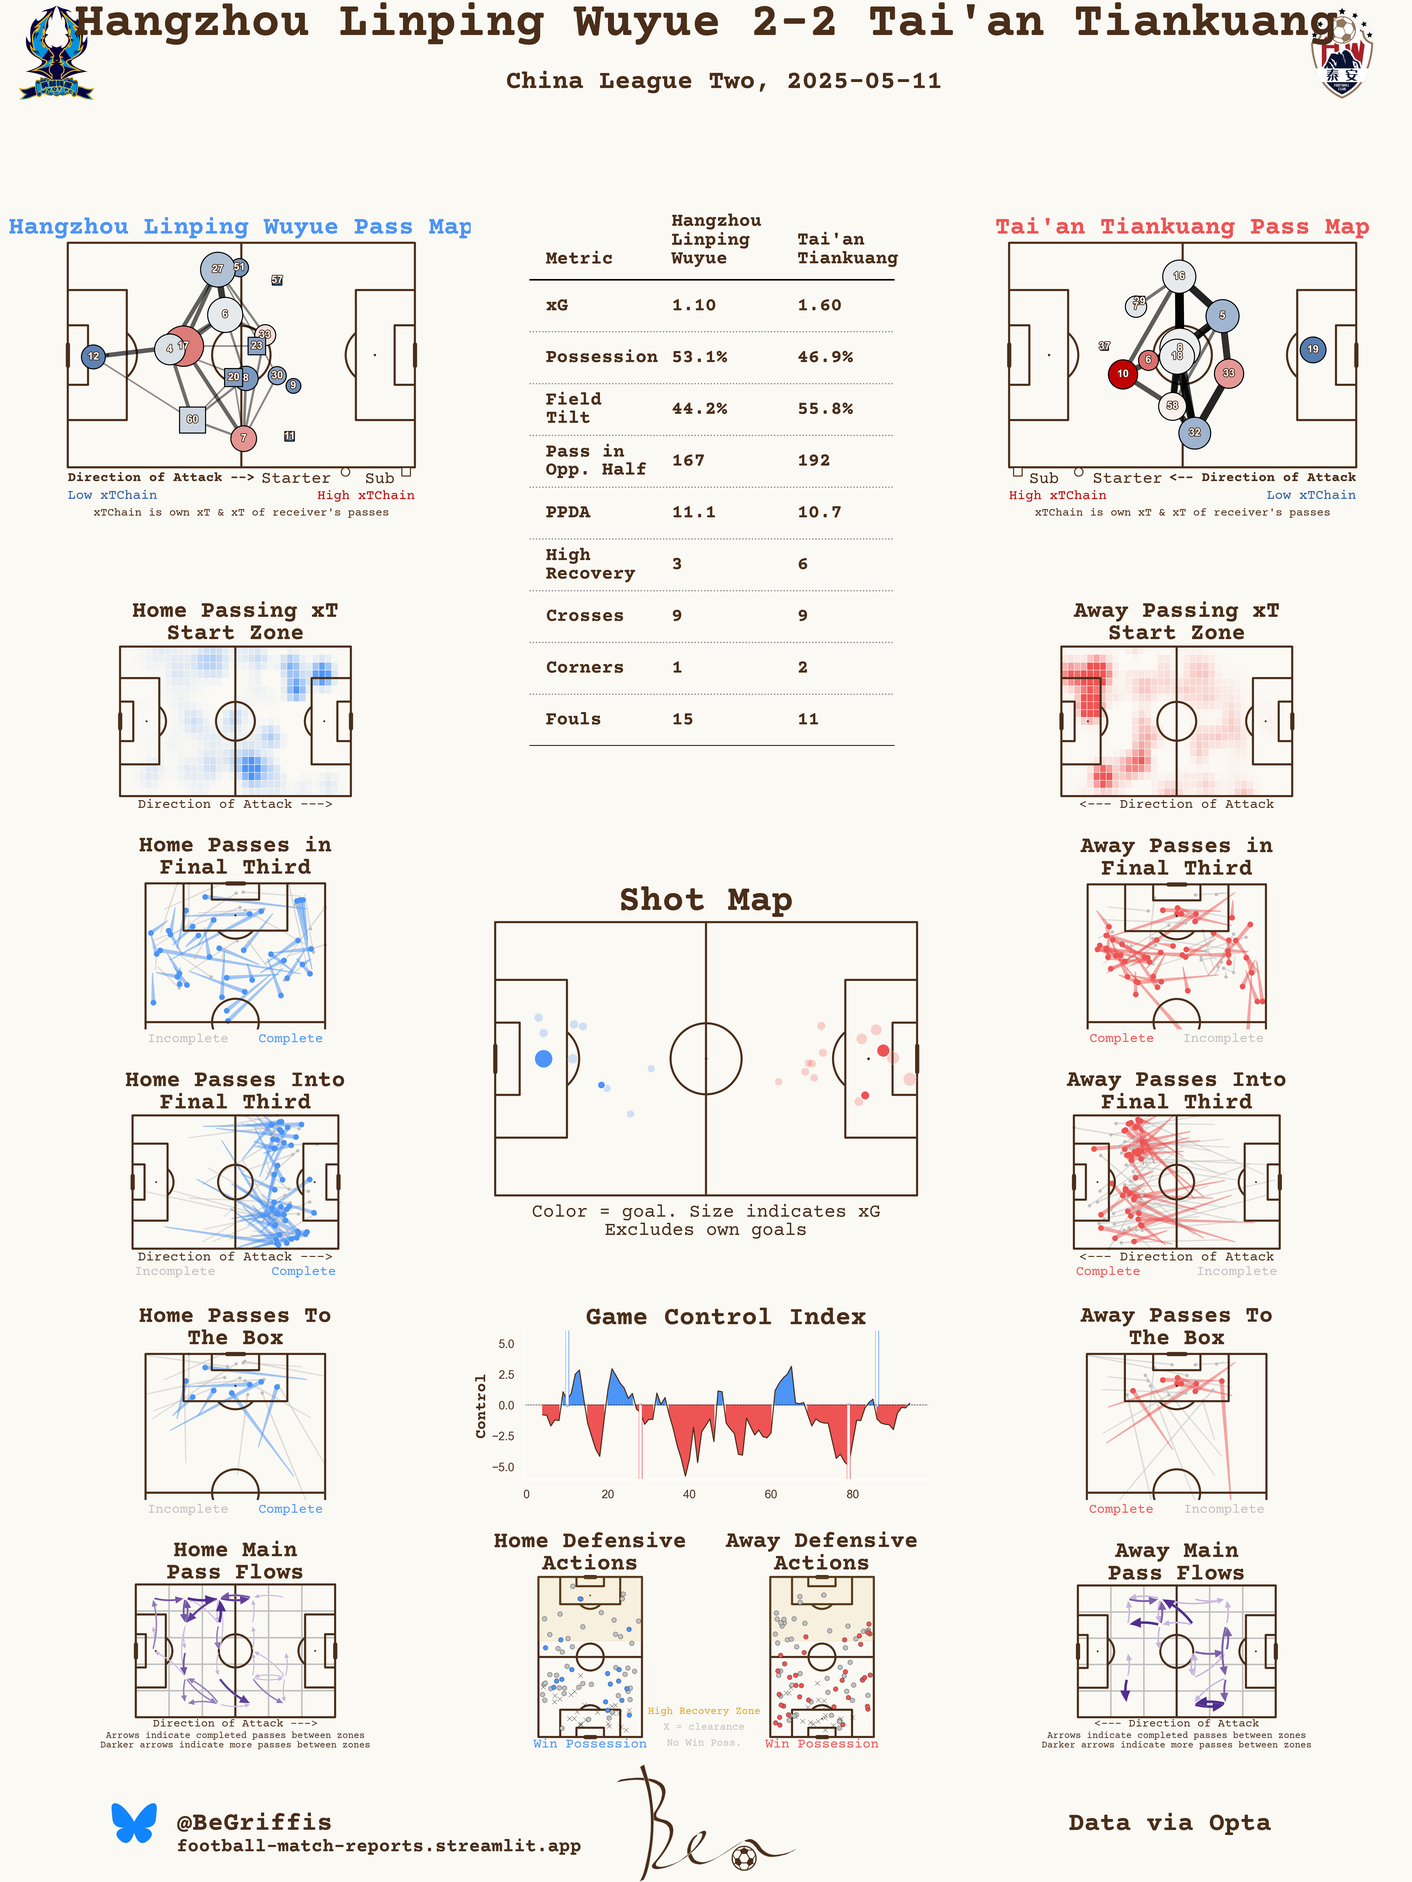 Hangzhou Linping Wuyue 2-2 Tai'an Tiankuang
China League Two, 2025-05-11
泰 安
FOOTBALL
CLUB
Hangzhou Linping Wuyue Pass Map
27
51
57
6
33
23
4
17
12
20
8
30
9
60
7
11
Direction of Attack --> Starter Sub
Low xTChain High xTChain
xTChain is own xT & xT of receiver's passes
Metric Hangzhou Linping Wuyue Tai'an Tiankuang
xG 1.10 1.60
Possession 53.1% 46.9%
Field Tilt 44.2% 55.8%
Pass in Opp. Half 167 192
PPDA 11.1 10.7
High Recovery 3 6
Crosses 9 9
Corners 1 2
Fouls 15 11
Tai'an Tiankuang Pass Map
16
7
5
37
8
18
6
10
33
19
58
32
Sub Starter <-- Direction of Attack
High xTChain Low xTChain
xTChain is own xT & xT of receiver's passes
Home Passing xT
Start Zone
Direction of Attack --->
Away Passing xT
Start Zone
<--- Direction of Attack
Home Passes in
Final Third
Incomplete Complete
Away Passes in
Final Third
Complete Incomplete
Shot Map
Color = goal. Size indicates xG
Excludes own goals
Home Passes Into
Final Third
Direction of Attack --->
Incomplete Complete
Away Passes Into
Final Third
<--- Direction of Attack
Complete Incomplete
Home Passes To
The Box
Incomplete Complete
Game Control Index
Control
5.0
2.5
0.0
−2.5
−5.0
0 20 40 60 80
Away Passes To
The Box
Complete Incomplete
Home Main
Pass Flows
Direction of Attack --->
Arrows indicate completed passes between zones
Darker arrows indicate more passes between zones
Home Defensive
Actions
Win Possession
Away Defensive
Actions
Win Possession
High Recovery Zone
X = clearance
No Win Poss.
Away Main
Pass Flows
<--- Direction of Attack
Arrows indicate completed passes between zones
Darker arrows indicate more passes between zones
@BeGriffis
football-match-reports.streamlit.app
Ben
Data via Opta